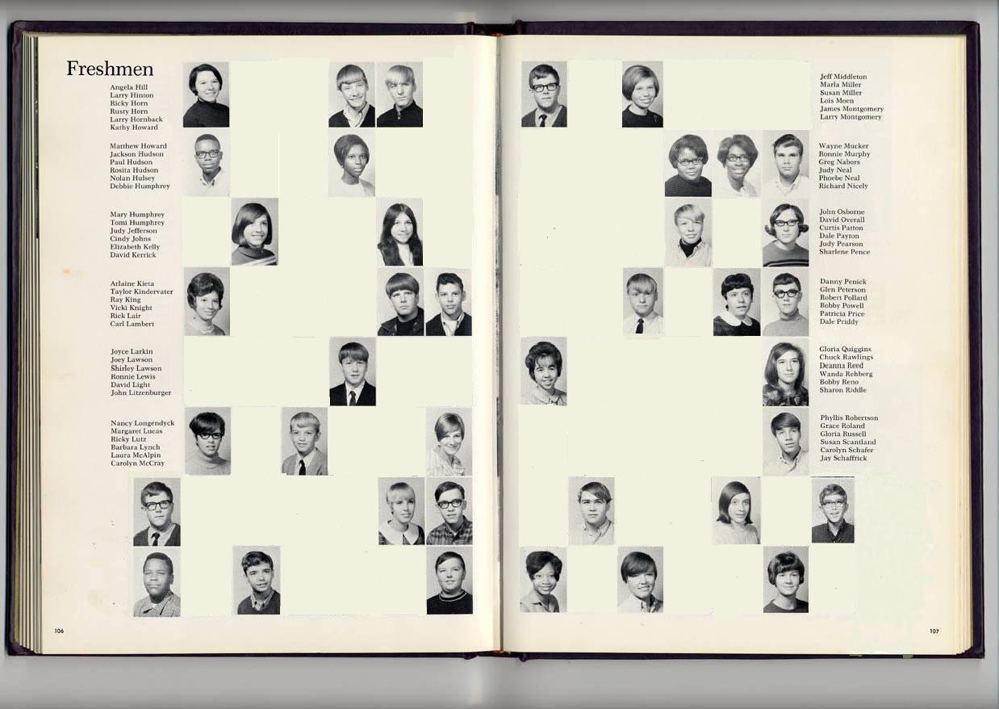 Freshmen
Angela Hill
Larry Hinton
Ricky Horn
Rusty Horn
Larry Hornback
Kathy Howard
Matthew Howard
Jackson Hudson
Paul Hudson
Rosita Hudson
Nolan Hulsey
Debbie Humphrey
Mary Humphrey
Tomi Humphrey
Judy Jefferson
Cindy Johns
Elizabeth Kelly
David Kerrick
Arlaine Kieta
Taylor Kindervater
Ray King
Vicki Knight
Rick Lair
Carl Lambert
Joyce Larkin
Joey Lawson
Shirley Lawson
Ronnie Lewis
David Light
John Litzenburger
Nancy Longendyck
Margaret Lucas
Ricky Lutz
Barbara Lynch
Laura McAlpin
Carolyn McCray
106
Jeff Middleton
Marla Miller
Susan Miller
Lois Moen
James Montgomery
Larry Montgomery
Wayne Mucker
Ronnie Murphy
Greg Nabors
Judy Neal
Phoebe Neal
Richard Nicely
John Osborne
David Overall
Curtis Patton
Dale Payton
Judy Pearson
Sharlene Pence
Danny Penick
Glen Peterson
Robert Pollard
Bobby Powell
Patricia Price
Dale Priddy
Gloria Quiggins
Chuck Rawlings
Deanna Reed
Wanda Rehberg
Bobby Reno
Sharon Riddle
Phyllis Robertson
Grace Roland
Gloria Russell
Susan Scantland
Carolyn Schafer
Jay Schaffrick
107